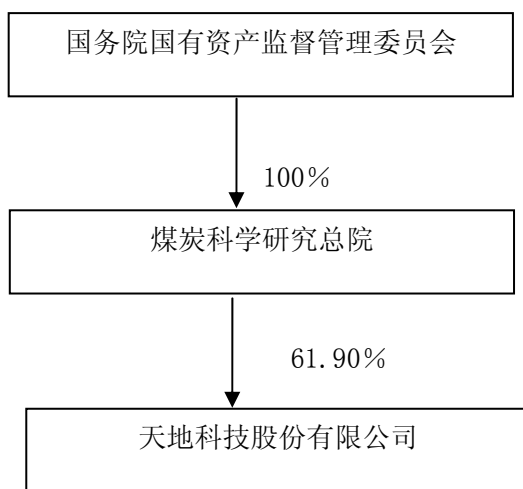 国务院国有资产监督管理委员会
100％
煤炭科学研究总院
61.90％
天地科技股份有限公司